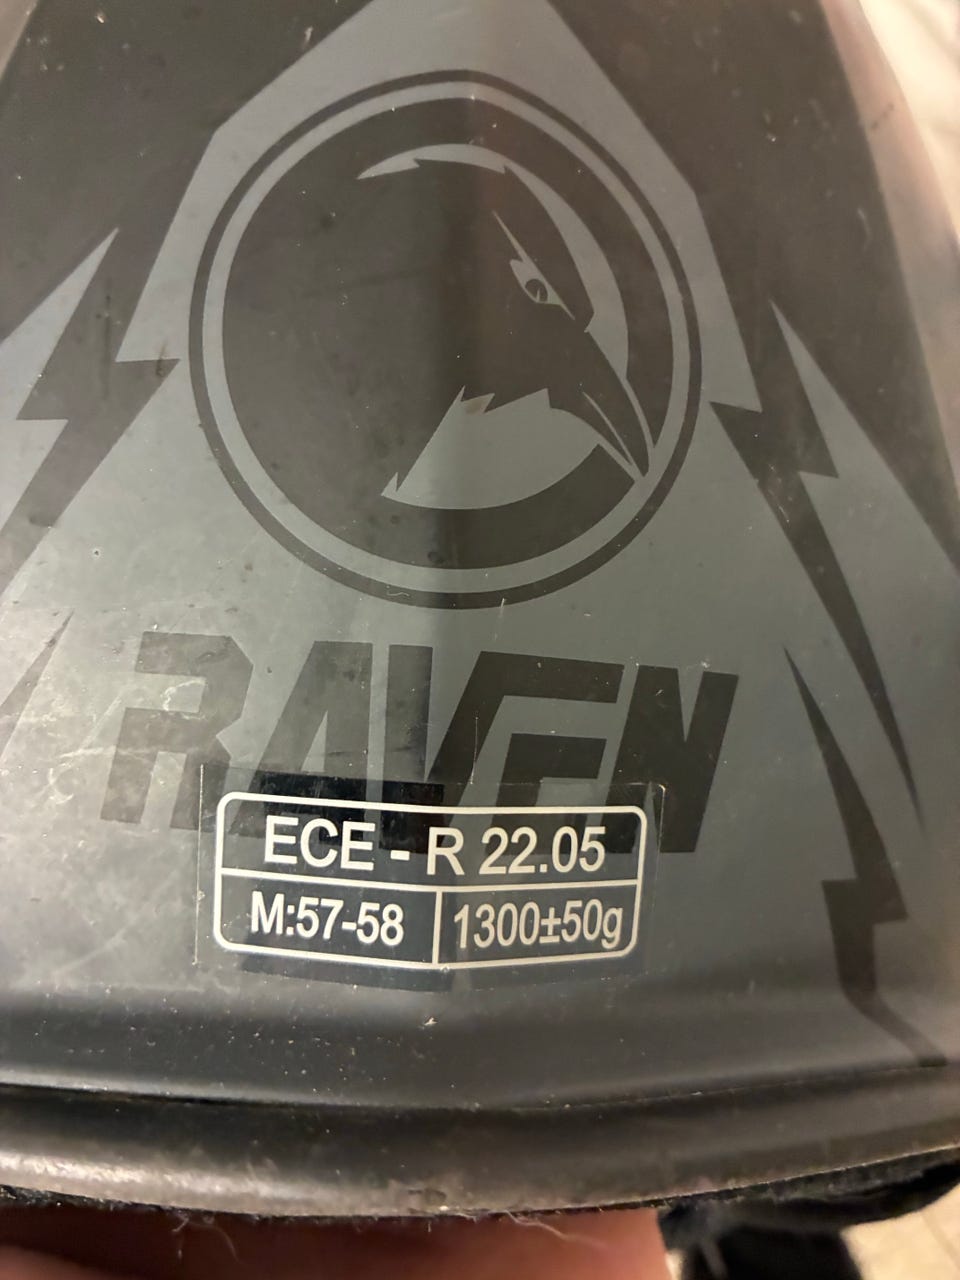 RAVEN
ECE - R 22.05
M:57-58
1300±50g